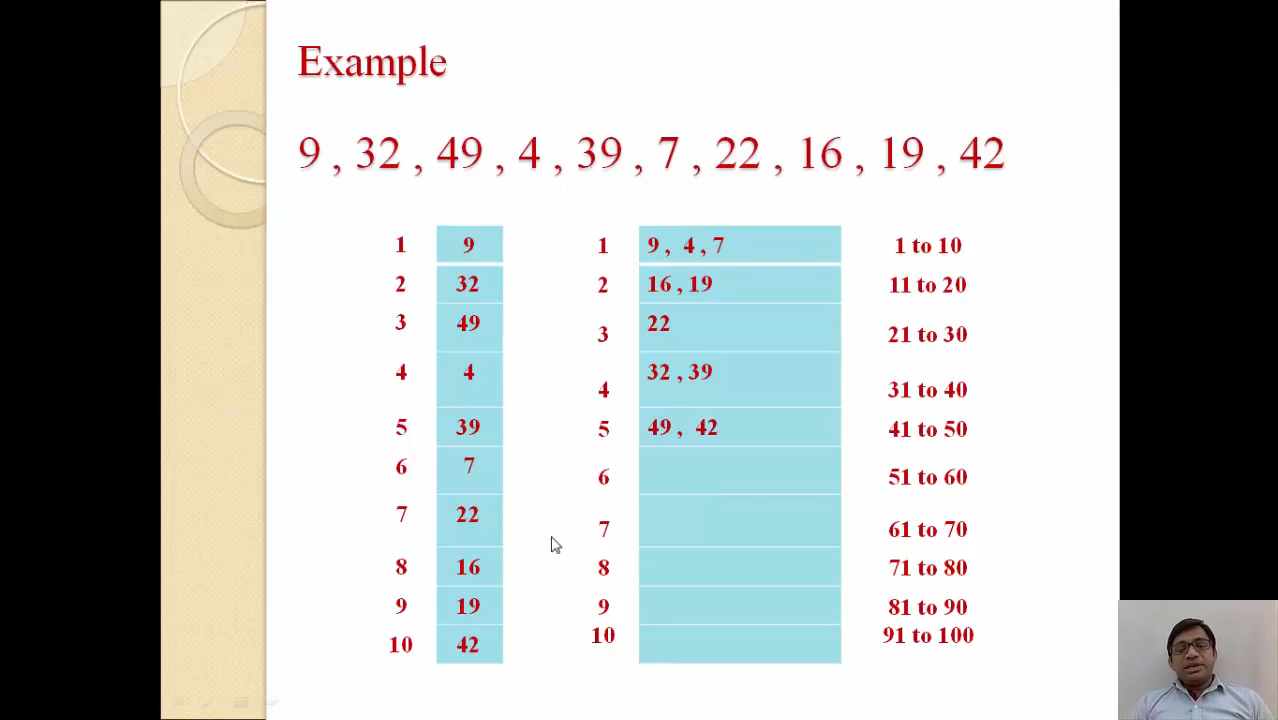 Example
9 , 32 , 49 , 4 , 39 , 7 , 22 , 16 , 19 , 42
1 9 1 9 , 4 , 7 1 to 10
2 32 2 16 , 19 11 to 20
3 49 3 22 21 to 30
4 4 4 32 , 39 31 to 40
5 39 5 49 , 42 41 to 50
6 7 6 51 to 60
7 22 7 61 to 70
8 16 8 71 to 80
9 19 9 81 to 90
10 42 10 91 to 100